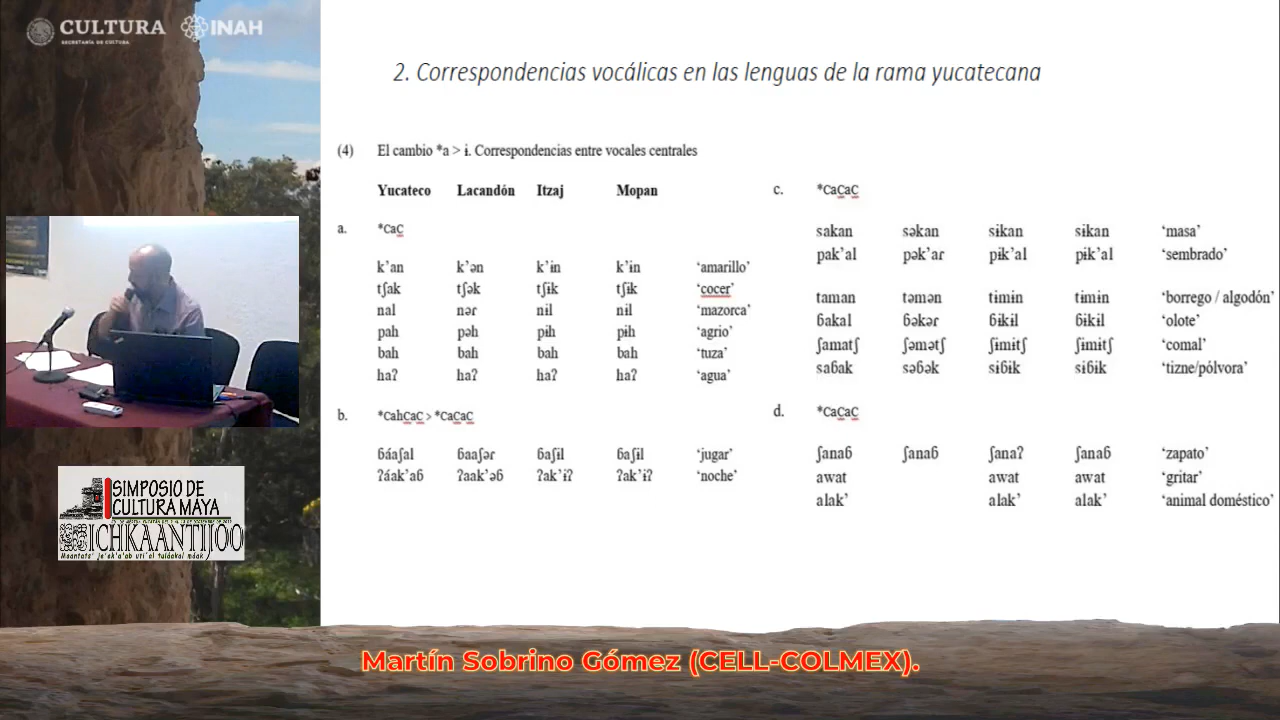 CULTURA
SECRETARÍA DE CULTURA
INAH
2. Correspondencias vocálicas en las lenguas de la rama yucatecana
(4) El cambio *a > ɨ. Correspondencias entre vocales centrales
Yucateco Lacandón Itzaj Mopan
a. *CaC
k’an k’ən k’ɨn k’ɨn ‘amarillo’
tʃak tʃək tʃɨk tʃɨk ‘cocer’
nal nər nɨl nɨl ‘mazorca’
pah pəh pɨh pɨh ‘agrio’
bah bah bah bah ‘tuza’
haʔ haʔ haʔ haʔ ‘agua’
b. *CahCaC > *CaCaC
ɓáaʃal ɓaaʃər ɓaʃɨl ɓaʃɨl ‘jugar’
ʔáak’aɓ ʔaak’əɓ ʔak’ɨʔ ʔak’ɨʔ ‘noche’
c. *CaCaC
sakan səkan sɨkan sɨkan ‘masa’
pak’al pək’ar pɨk’al pɨk’al ‘sembrado’
taman təmən tɨmɨn tɨmɨn ‘borrego / algodón’
ɓakal ɓəkər ɓɨkɨl ɓɨkɨl ‘olote’
ʃamatʃ ʃəmətʃ ʃɨmɨtʃ ʃɨmɨtʃ ‘comal’
saɓak səɓək sɨɓɨk sɨɓɨk ‘tizne/pólvora’
d. *CaCaC
ʃanaɓ ʃanaɓ ʃanaʔ ʃanaɓ ‘zapato’
awat awat awat ‘gritar’
alak’ alak’ alak’ ‘animal doméstico’
SIMPOSIO DE
CULTURA MAYA
ICHKAANTIJOO
Martín Sobrino Gómez (CELL-COLMEX).